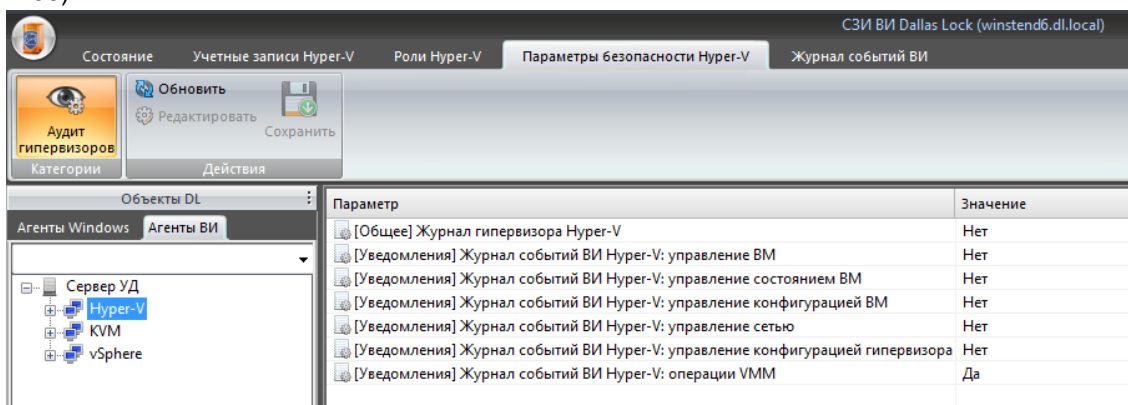 СЗИ ВИ Dallas Lock (winstend6.dl.local)
Состояние Учетные записи Hyper-V Роли Hyper-V Параметры безопасности Hyper-V Журнал событий ВИ
Аудит гипервизоров
Обновить
Редактировать
Сохранить
Категории Действия
Объекты DL
Агенты Windows Агенты ВИ
Сервер УД
Hyper-V
KVM
vSphere
Параметр Значение
[Общее] Журнал гипервизора Hyper-V Нет
[Уведомления] Журнал событий ВИ Hyper-V: управление ВМ Нет
[Уведомления] Журнал событий ВИ Hyper-V: управление состоянием ВМ Нет
[Уведомления] Журнал событий ВИ Hyper-V: управление конфигурацией ВМ Нет
[Уведомления] Журнал событий ВИ Hyper-V: управление сетью Нет
[Уведомления] Журнал событий ВИ Hyper-V: управление конфигурацией гипервизора Нет
[Уведомления] Журнал событий ВИ Hyper-V: операции VMM Да